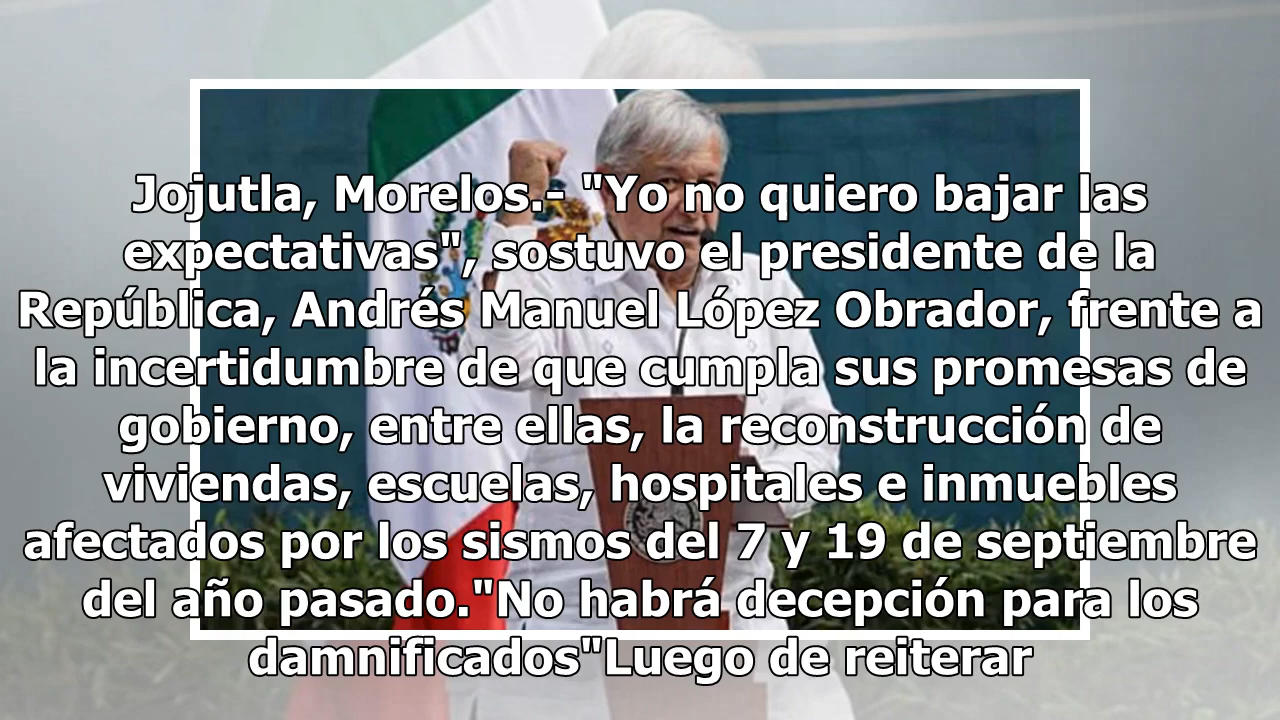 Jojutla, Morelos.- "Yo no quiero bajar las
expectativas", sostuvo el presidente de la
República, Andrés Manuel López Obrador, frente a
la incertidumbre de que cumpla sus promesas de
gobierno, entre ellas, la reconstrucción de
viviendas, escuelas, hospitales e inmuebles
afectados por los sismos del 7 y 19 de septiembre
del año pasado."No habrá decepción para los
damnificados"Luego de reiterar